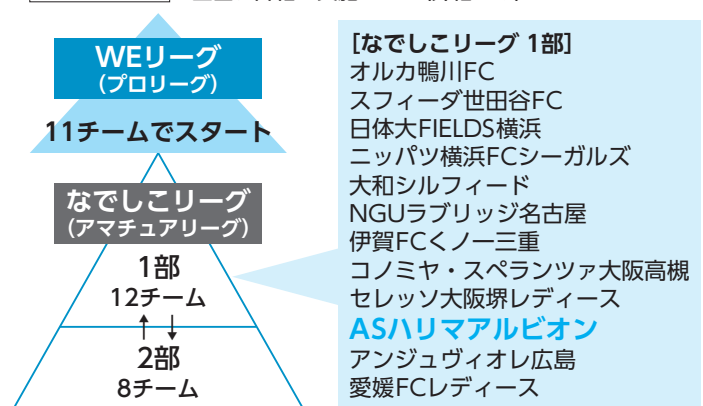 WEリーグ
(プロリーグ)
11チームでスタート
なでしこリーグ
(アマチュアリーグ)
1部
12チーム
↑↓
2部
8チーム
[なでしこリーグ 1部]
オルカ鴨川FC
スフィーダ世田谷FC
日体大FIELDS横浜
ニッパツ横浜FCシーガルズ
大和シルフィード
NGUラブリッジ名古屋
伊賀FCくノ一三重
コノミヤ・スペランツァ大阪高槻
セレッソ大阪堺レディース
ASハリマアルビオン
アンジュヴィオレ広島
愛媛FCレディース